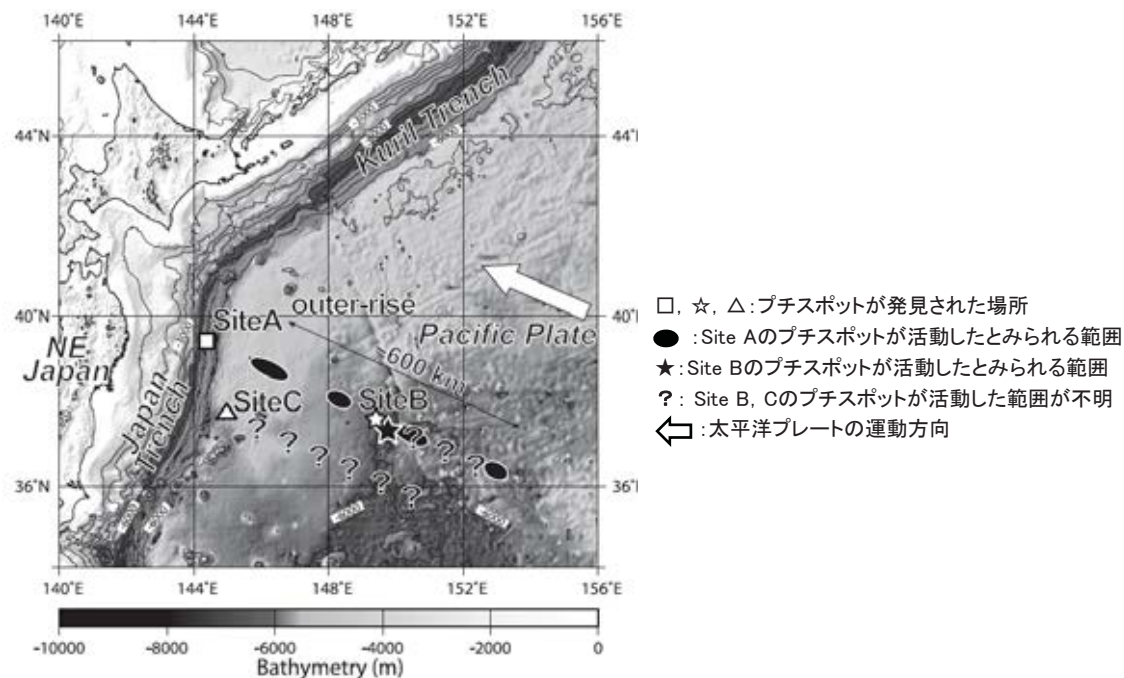 140˚E 144˚E 148˚E 152˚E 156˚E
44˚N 44˚N
Kuril Trench
40˚N 40˚N
outer-rise
SiteA
Pacific Plate
NE
Japan
~600 km
SiteC
SiteB
Japan
Trench
? ? ? ? ? ?
? ? ?
36˚N 36˚N
-6000
-6000
140˚E 144˚E 148˚E 152˚E 156˚E
-10000 -8000 -6000 -4000 -2000 0
Bathymetry (m)
□, ☆, △:プチスポットが発見された場所
:Site Aのプチスポットが活動したとみられる範囲
★:Site Bのプチスポットが活動したとみられる範囲
?: Site B, Cのプチスポットが活動した範囲が不明
:太平洋プレートの運動方向